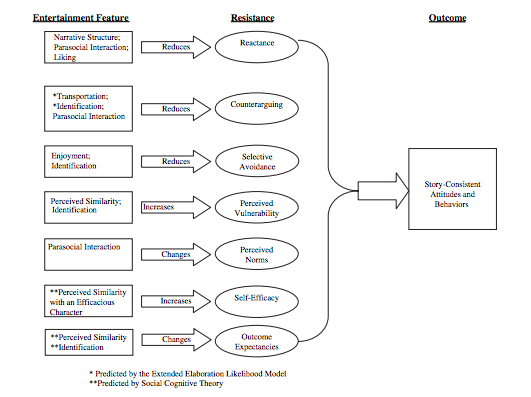 Entertainment Feature Resistance Outcome
Narrative Structure;
Parasocial Interaction;
Liking
Reduces
Reactance
*Transportation;
*Identification;
Parasocial Interaction
Reduces
Counterarguing
Enjoyment;
Identification
Reduces
Selective
Avoidance
Perceived Similarity;
Identification
Increases
Perceived
Vulnerability
Parasocial Interaction
Changes
Perceived
Norms
**Perceived Similarity
with an Efficacious
Character
Increases
Self-Efficacy
**Perceived Similarity
**Identification
Changes
Outcome
Expectancies
Story-Consistent
Attitudes and
Behaviors
* Predicted by the Extended Elaboration Likelihood Model
**Predicted by Social Cognitive Theory